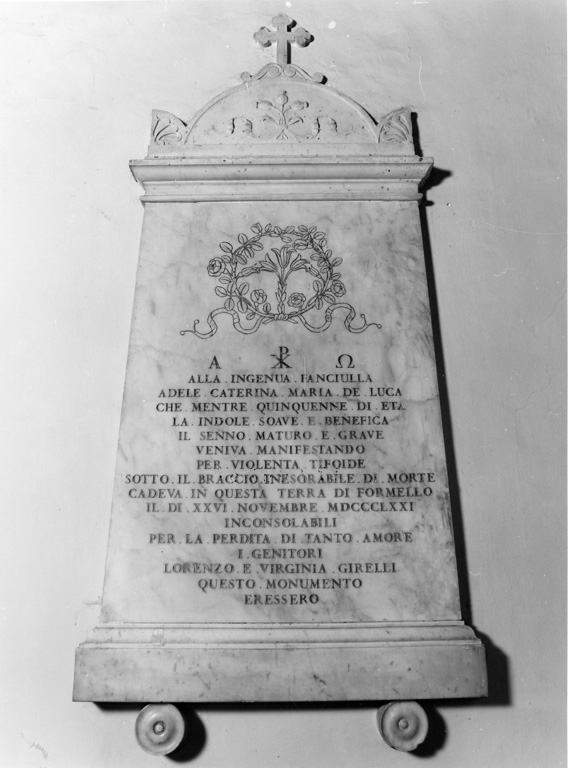 Α ☧ Ω
ALLA . INGENUA . FANCIULLA
ADELE . CATERINA . MARIA . DE . LUCA
CHE . MENTRE . QUINQUENNE . DI . ETA
LA . INDOLE . SOAVE . E . BENEFICA
IL . SENNO . MATURO . E . GRAVE
VENIVA . MANIFESTANDO
PER . VIOLENTA . TIFOIDE
SOTTO . IL . BRACCIO . INESORABILE . DI . MORTE
CADEVA . IN QUESTA TERRA DI FORMELLO
IL . DI . XXVI . NOVEMBRE . MDCCCLXXI
INCONSOLABILI
PER . LA . PERDITA . DI . TANTO . AMORE
I . GENITORI
LORENZO . E . VIRGINIA . GIRELLI
QUESTO . MONUMENTO
ERESSERO